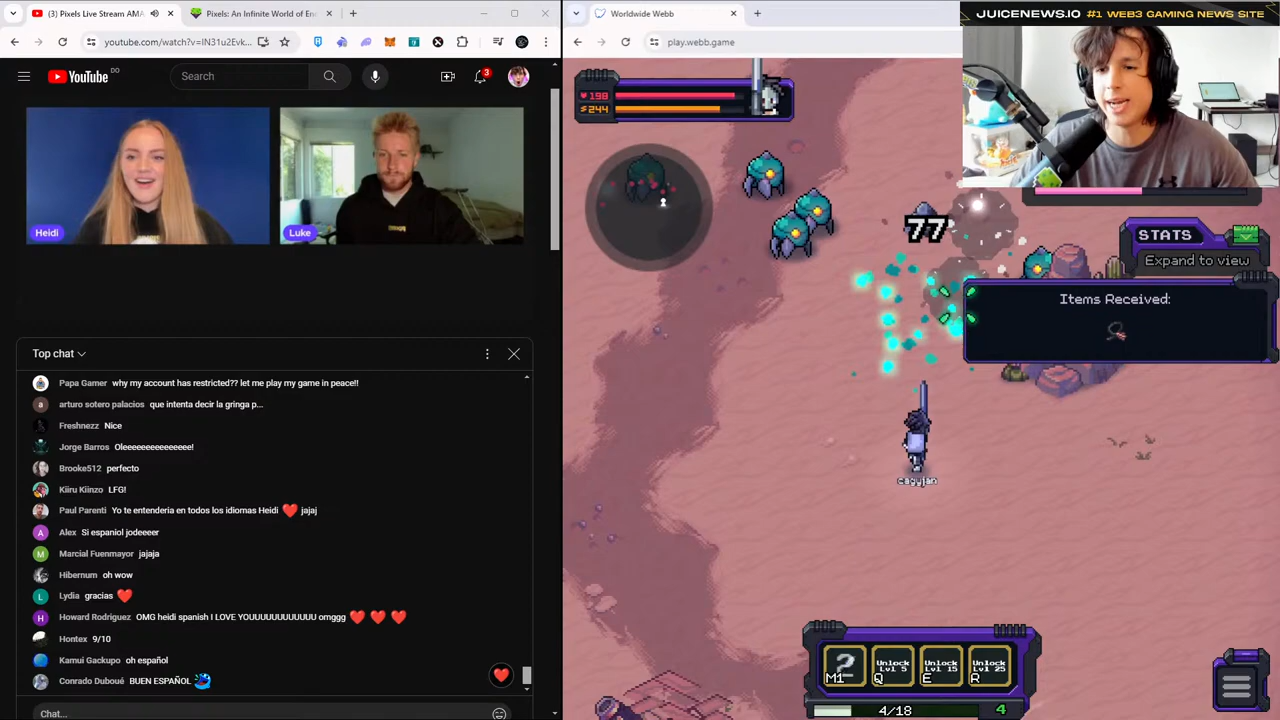 (3) Pixels Live Stream AMA
Pixels: An Infinite World of En
Worldwide Webb
JUICENEWS.IO #1 WEB3 GAMING NEWS SITE
youtube.com/watch?v=IN31u2Evk...
play.webb.game
YouTube DO
Search
3
Heidi
Luke
198
244
77
STATS
Expand to view
Items Received:
cagyjan
Top chat
Papa Gamer why my account has restricted?? let me play my game in peace!!
arturo sotero palacios que intenta decir la gringa p...
Freshnezz Nice
Jorge Barros Oleeeeeeeeeeeeee!
Brooke512 perfecto
Kiiru Kiinzo LFG!
Paul Parenti Yo te entenderia en todos los idiomas Heidi ❤️ jajaj
Alex Si espaniol jodeeeer
Marcial Fuenmayor jajaja
Hibernum oh wow
Lydia gracias ❤️
Howard Rodriguez OMG heidi spanish I LOVE YOUUUUUUUUUUU omggg ❤️ ❤️ ❤️
Hontex 9/10
Kamui Gackupo oh español
Conrado Duboué BUEN ESPAÑOL
Chat...
? M1
Unlock Lvl 5 Q
Unlock Lvl 15 E
Unlock Lvl 25 R
4/18
4